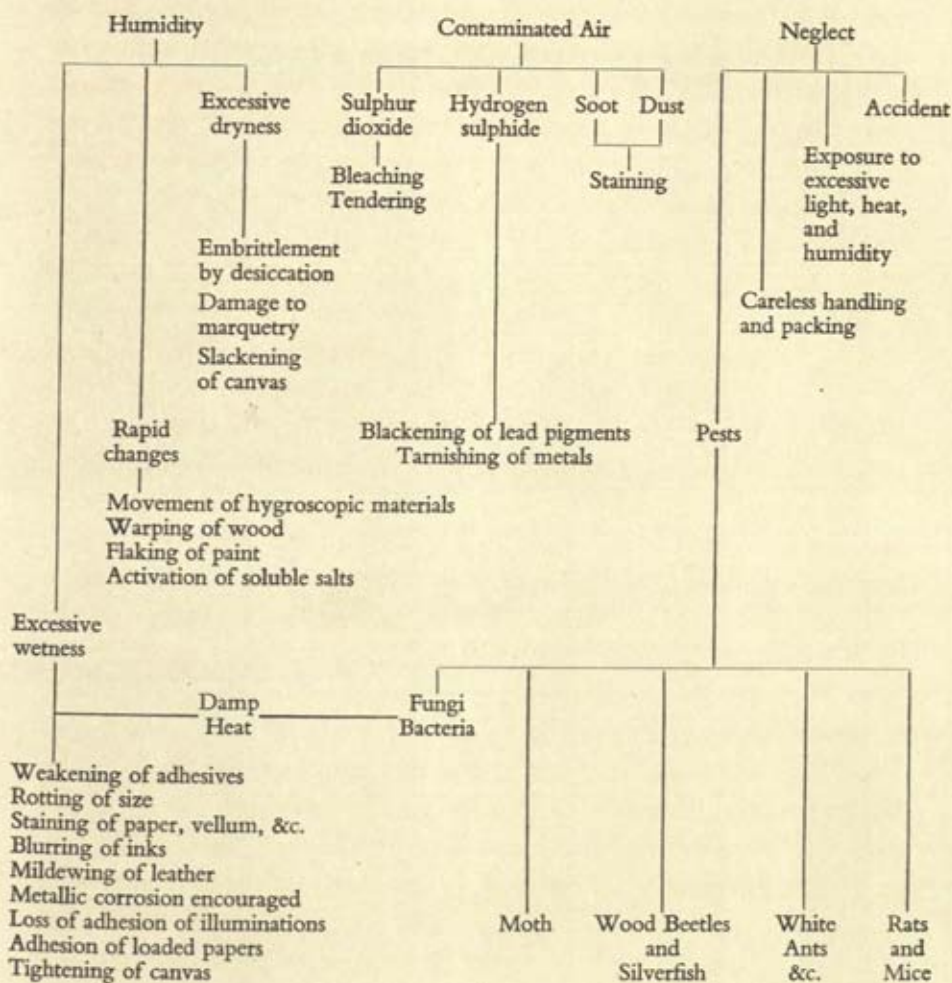 Humidity
Contaminated Air
Neglect
Excessive
dryness
Sulphur
dioxide
Hydrogen
sulphide
Soot
Dust
Accident
Bleaching
Tendering
Staining
Exposure to
excessive
light, heat,
and
humidity
Embrittlement
by desiccation
Damage to
marquetry
Slackening
of canvas
Careless handling
and packing
Rapid
changes
Blackening of lead pigments
Tarnishing of metals
Pests
Movement of hygroscopic materials
Warping of wood
Flaking of paint
Activation of soluble salts
Excessive
wetness
Damp
Heat
Fungi
Bacteria
Weakening of adhesives
Rotting of size
Staining of paper, vellum, &c.
Blurring of inks
Mildewing of leather
Metallic corrosion encouraged
Loss of adhesion of illuminations
Adhesion of loaded papers
Tightening of canvas
Moth
Wood Beetles
and
Silverfish
White
Ants
&c.
Rats
and
Mice